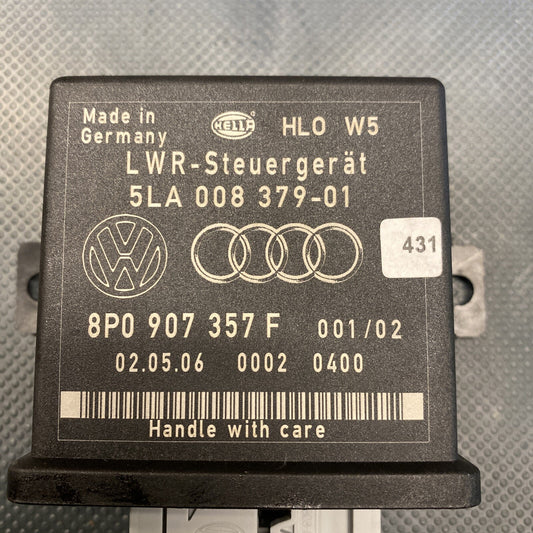 Made in
Germany
HELLA
HLO W5
LWR-Steuergerät
5LA 008 379-01
431
8P0 907 357 F 001/02
02.05.06 0002 0400
Handle with care